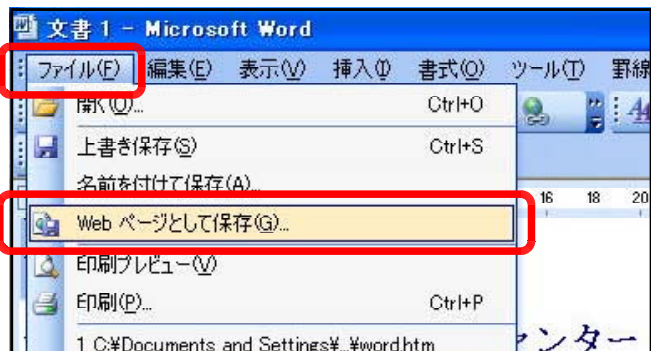 文書 1 - Microsoft Word
ファイル(F) 編集(E) 表示(V) 挿入(I) 書式(O) ツール(T) 罫線
開く(O)... Ctrl+O
上書き保存(S) Ctrl+S
名前を付けて保存(A)...
Web ページとして保存(G)...
16 18 20
印刷プレビュー(V)
印刷(P)... Ctrl+P
1 C:¥Documents and Settings¥...¥word.htm
ンター